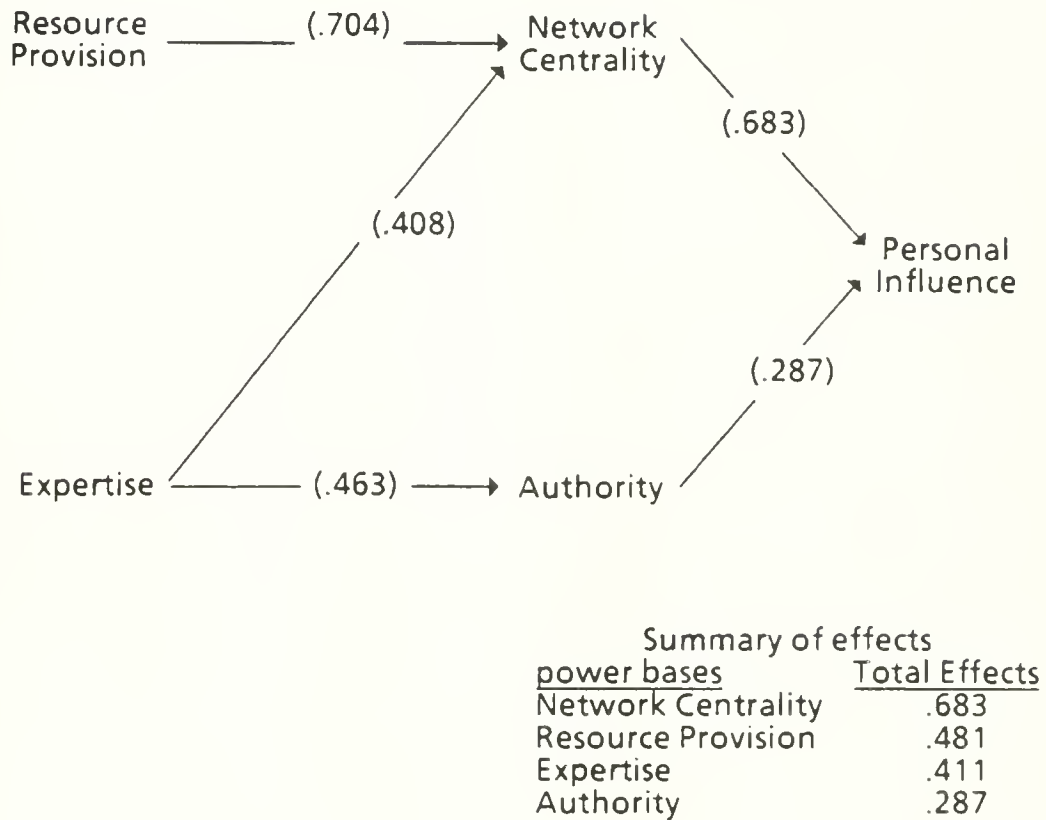 Resource
Provision
(.704)
Network
Centrality
(.683)
(.408)
Personal
Influence
(.287)
Expertise
(.463)
Authority
Summary of effects
power bases Total Effects
Network Centrality .683
Resource Provision .481
Expertise .411
Authority .287